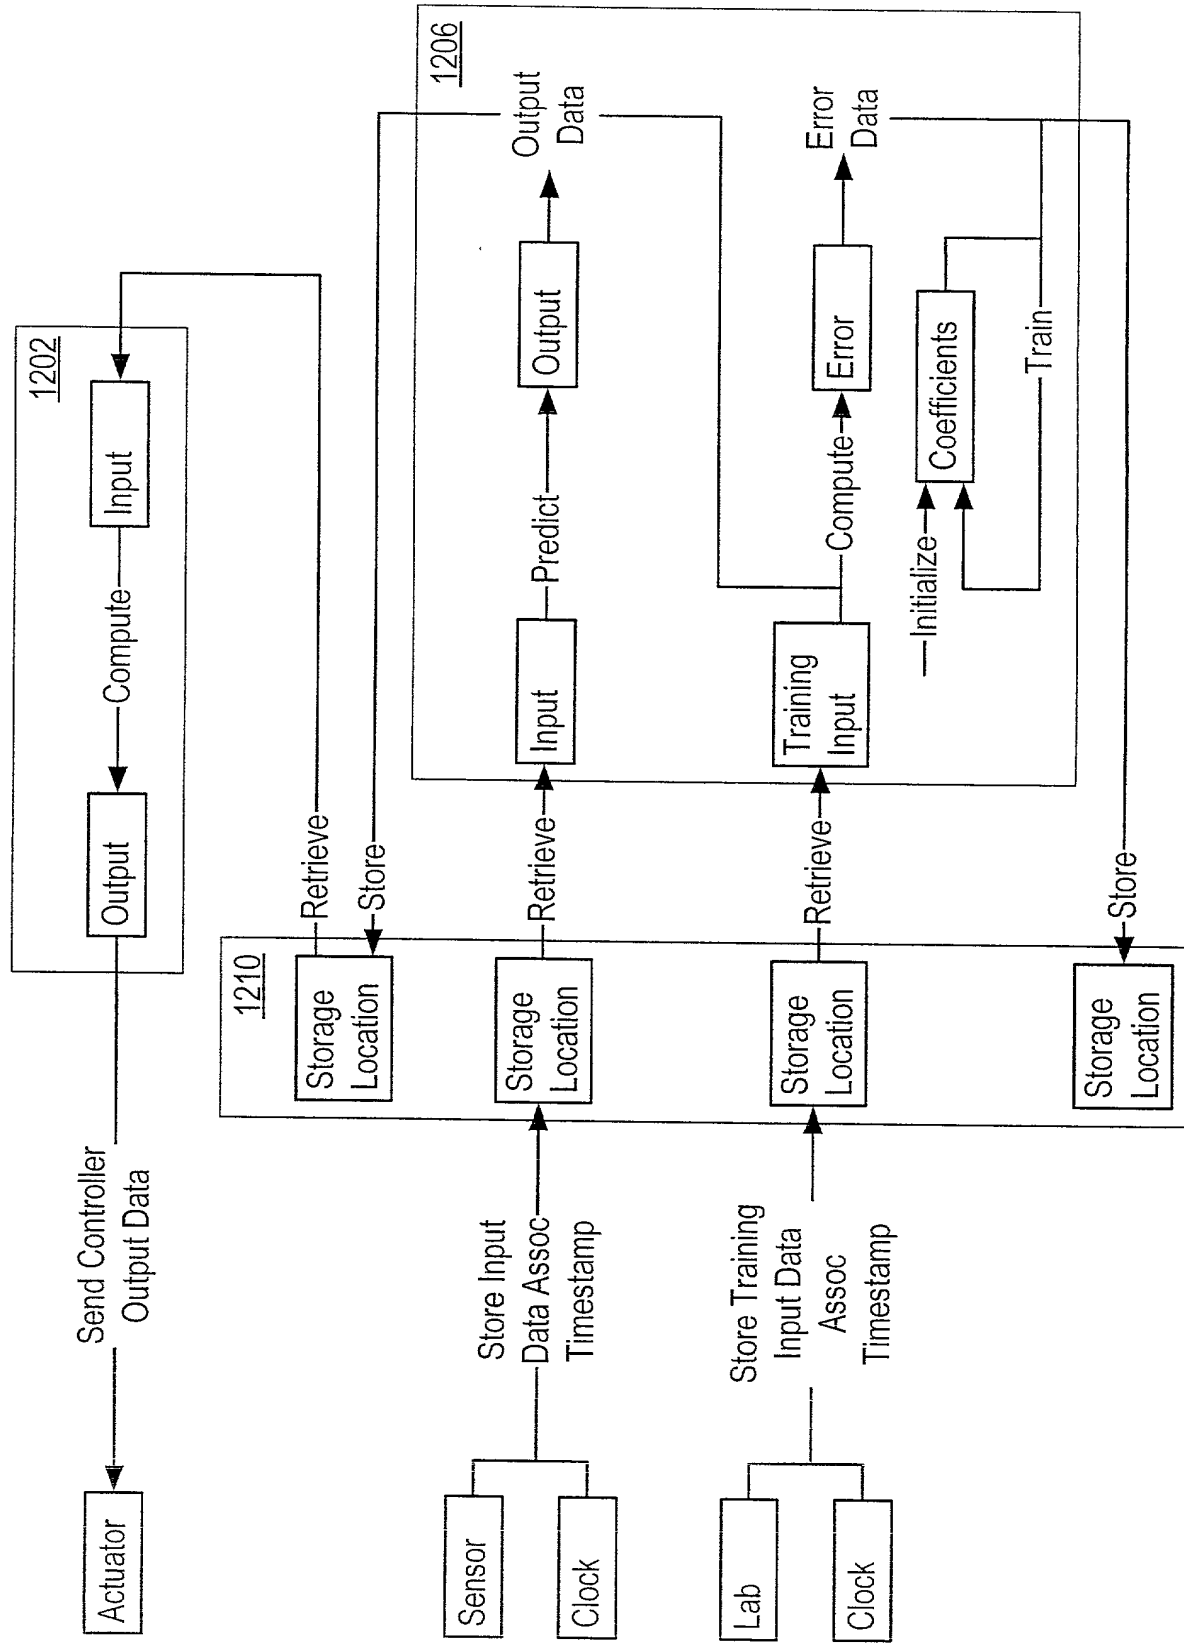 1202
Input
Compute
Output
Send Controller
Output Data
Actuator
1210
Storage
Location
Retrieve
Store
Storage
Location
Retrieve
Storage
Location
Retrieve
Storage
Location
Store
Sensor
Clock
Store Input
Data Assoc
Timestamp
Lab
Clock
Store Training
Input Data
Assoc
Timestamp
1206
Input
Predict
Output
Output
Data
Training
Input
Compute
Error
Error
Data
Initialize
Coefficients
Train